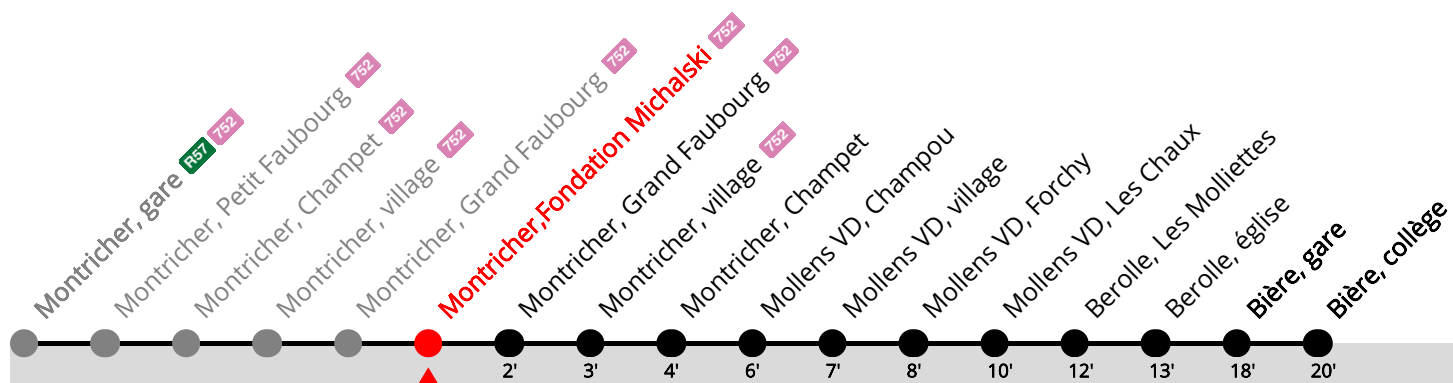 Montricher, gare R57 752
Montricher, Petit Faubourg 752
Montricher, Champet 752
Montricher, village 752
Montricher, Grand Faubourg 752
Montricher,Fondation Michalski 752
Montricher, Grand Faubourg 752
Montricher, village 752
Montricher, Champet
Mollens VD, Champou
Mollens VD, village
Mollens VD, Forchy
Mollens VD, Les Chaux
Berolle, Les Molliettes
Berolle, église
Bière, gare
Bière, collège
2' 3' 4' 6' 7' 8' 10' 12' 13' 18' 20'